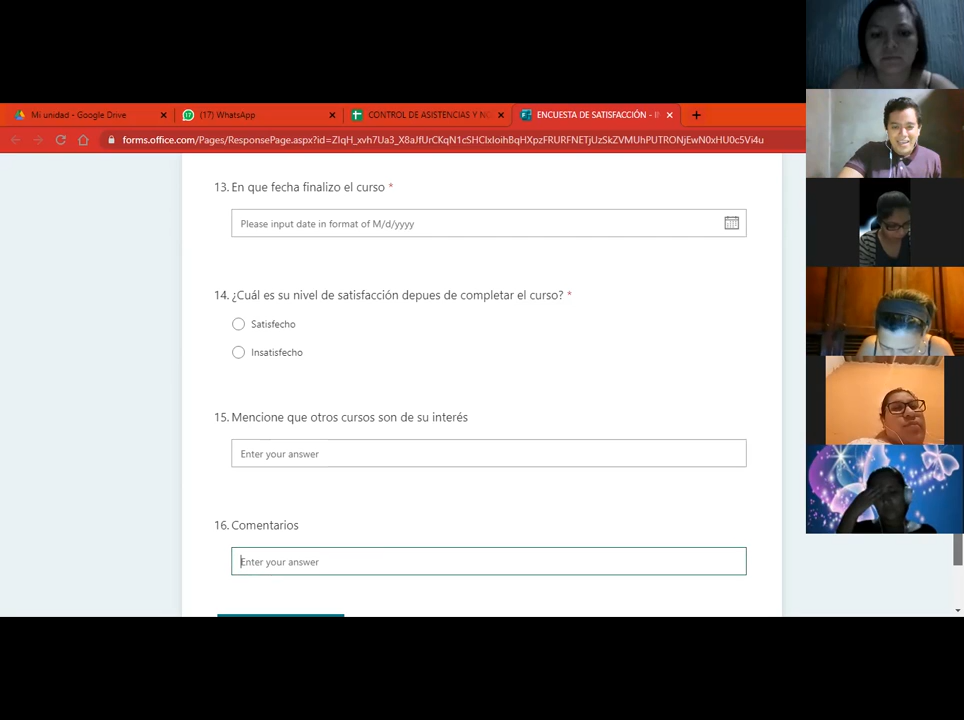 Mi unidad - Google Drive
(17) WhatsApp
CONTROL DE ASISTENCIAS Y NO
ENCUESTA DE SATISFACCIÓN - I
forms.office.com/Pages/ResponsePage.aspx?id=ZIqH_xvh7Ua3_X8aJfUrCKqN1cSHCIxIoihBqHXpzFRURFNETjUzSkZVMUhPUTRONjEwN0xHU0c5Vi4u
13. En que fecha finalizo el curso *
Please input date in format of M/d/yyyy
14. ¿Cuál es su nivel de satisfacción depues de completar el curso? *
Satisfecho
Insatisfecho
15. Mencione que otros cursos son de su interés
Enter your answer
16. Comentarios
Enter your answer